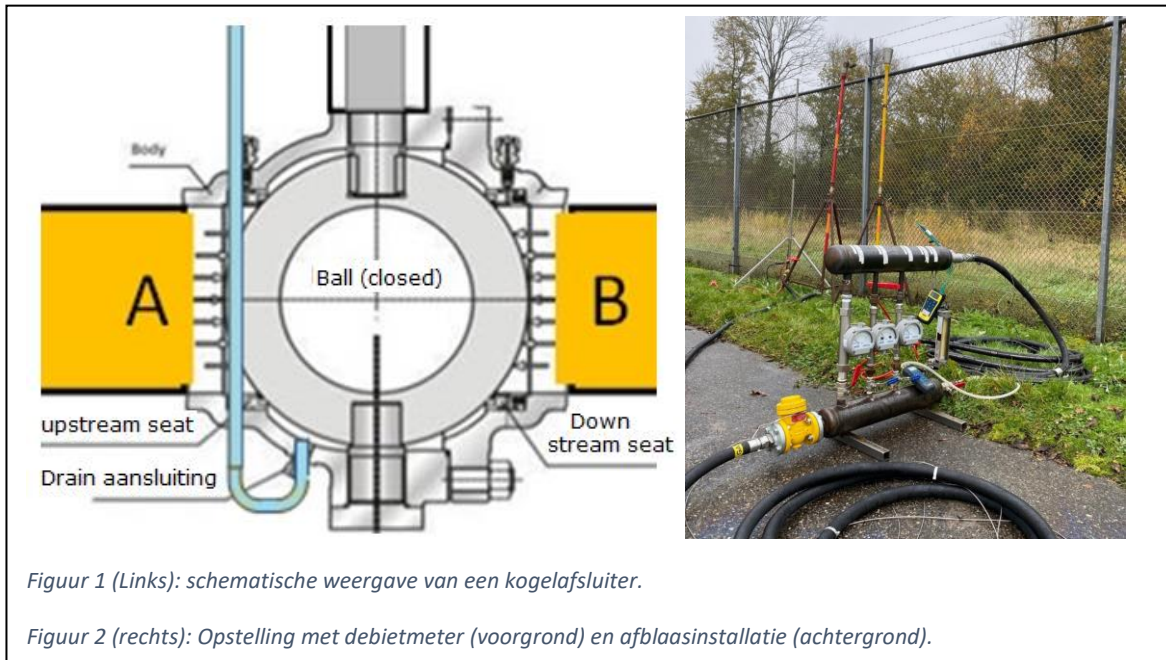 Body
Ball (closed)
A
B
upstream seat
Down
stream seat
Drain aansluiting
Figuur 1 (Links): schematische weergave van een kogelafsluiter.
Figuur 2 (rechts): Opstelling met debietmeter (voorgrond) en afblaasinstallatie (achtergrond).